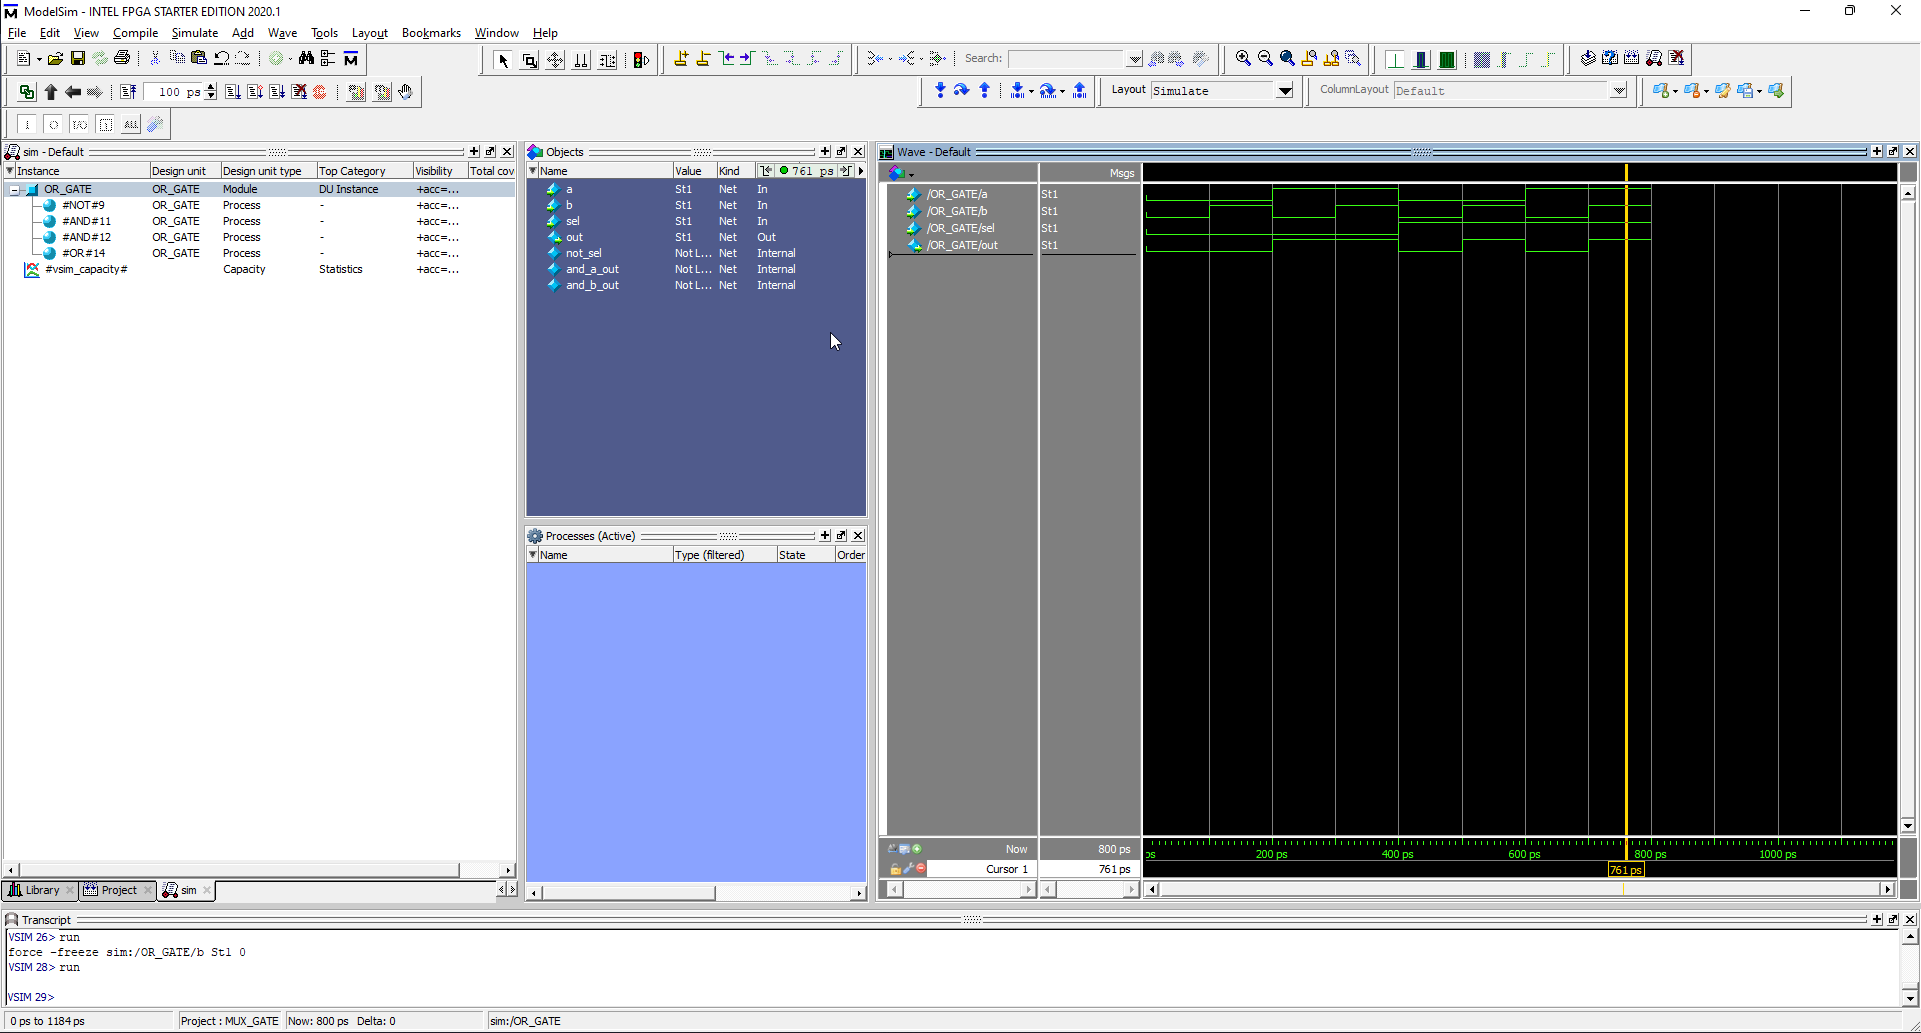 ModelSim - INTEL FPGA STARTER EDITION 2020.1
File Edit View Compile Simulate Add Wave Tools Layout Bookmarks Window Help
Search:
100 ps
Layout Simulate
ColumnLayout Default
ALL
sim - Default
Instance Design unit Design unit type Top Category Visibility Total cov
OR_GATE OR_GATE Module DU Instance +acc=...
#NOT#9 OR_GATE Process - +acc=...
#AND#11 OR_GATE Process - +acc=...
#AND#12 OR_GATE Process - +acc=...
#OR#14 OR_GATE Process - +acc=...
#vsim_capacity# Capacity Statistics +acc=...
Library Project sim
Objects
Name Value Kind 761 ps
a St1 Net In
b St1 Net In
sel St1 Net In
out St1 Net Out
not_sel Not L... Net Internal
and_a_out Not L... Net Internal
and_b_out Not L... Net Internal
Processes (Active)
Name Type (filtered) State Order
Wave - Default
Msgs
/OR_GATE/a St1
/OR_GATE/b St1
/OR_GATE/sel St1
/OR_GATE/out St1
Now 800 ps
ps 200 ps 400 ps 600 ps 800 ps 1000 ps
Cursor 1 761 ps
761 ps
Transcript
VSIM 26> run
force -freeze sim:/OR_GATE/b St1 0
VSIM 28> run
VSIM 29>
0 ps to 1184 ps Project : MUX_GATE Now: 800 ps Delta: 0 sim:/OR_GATE